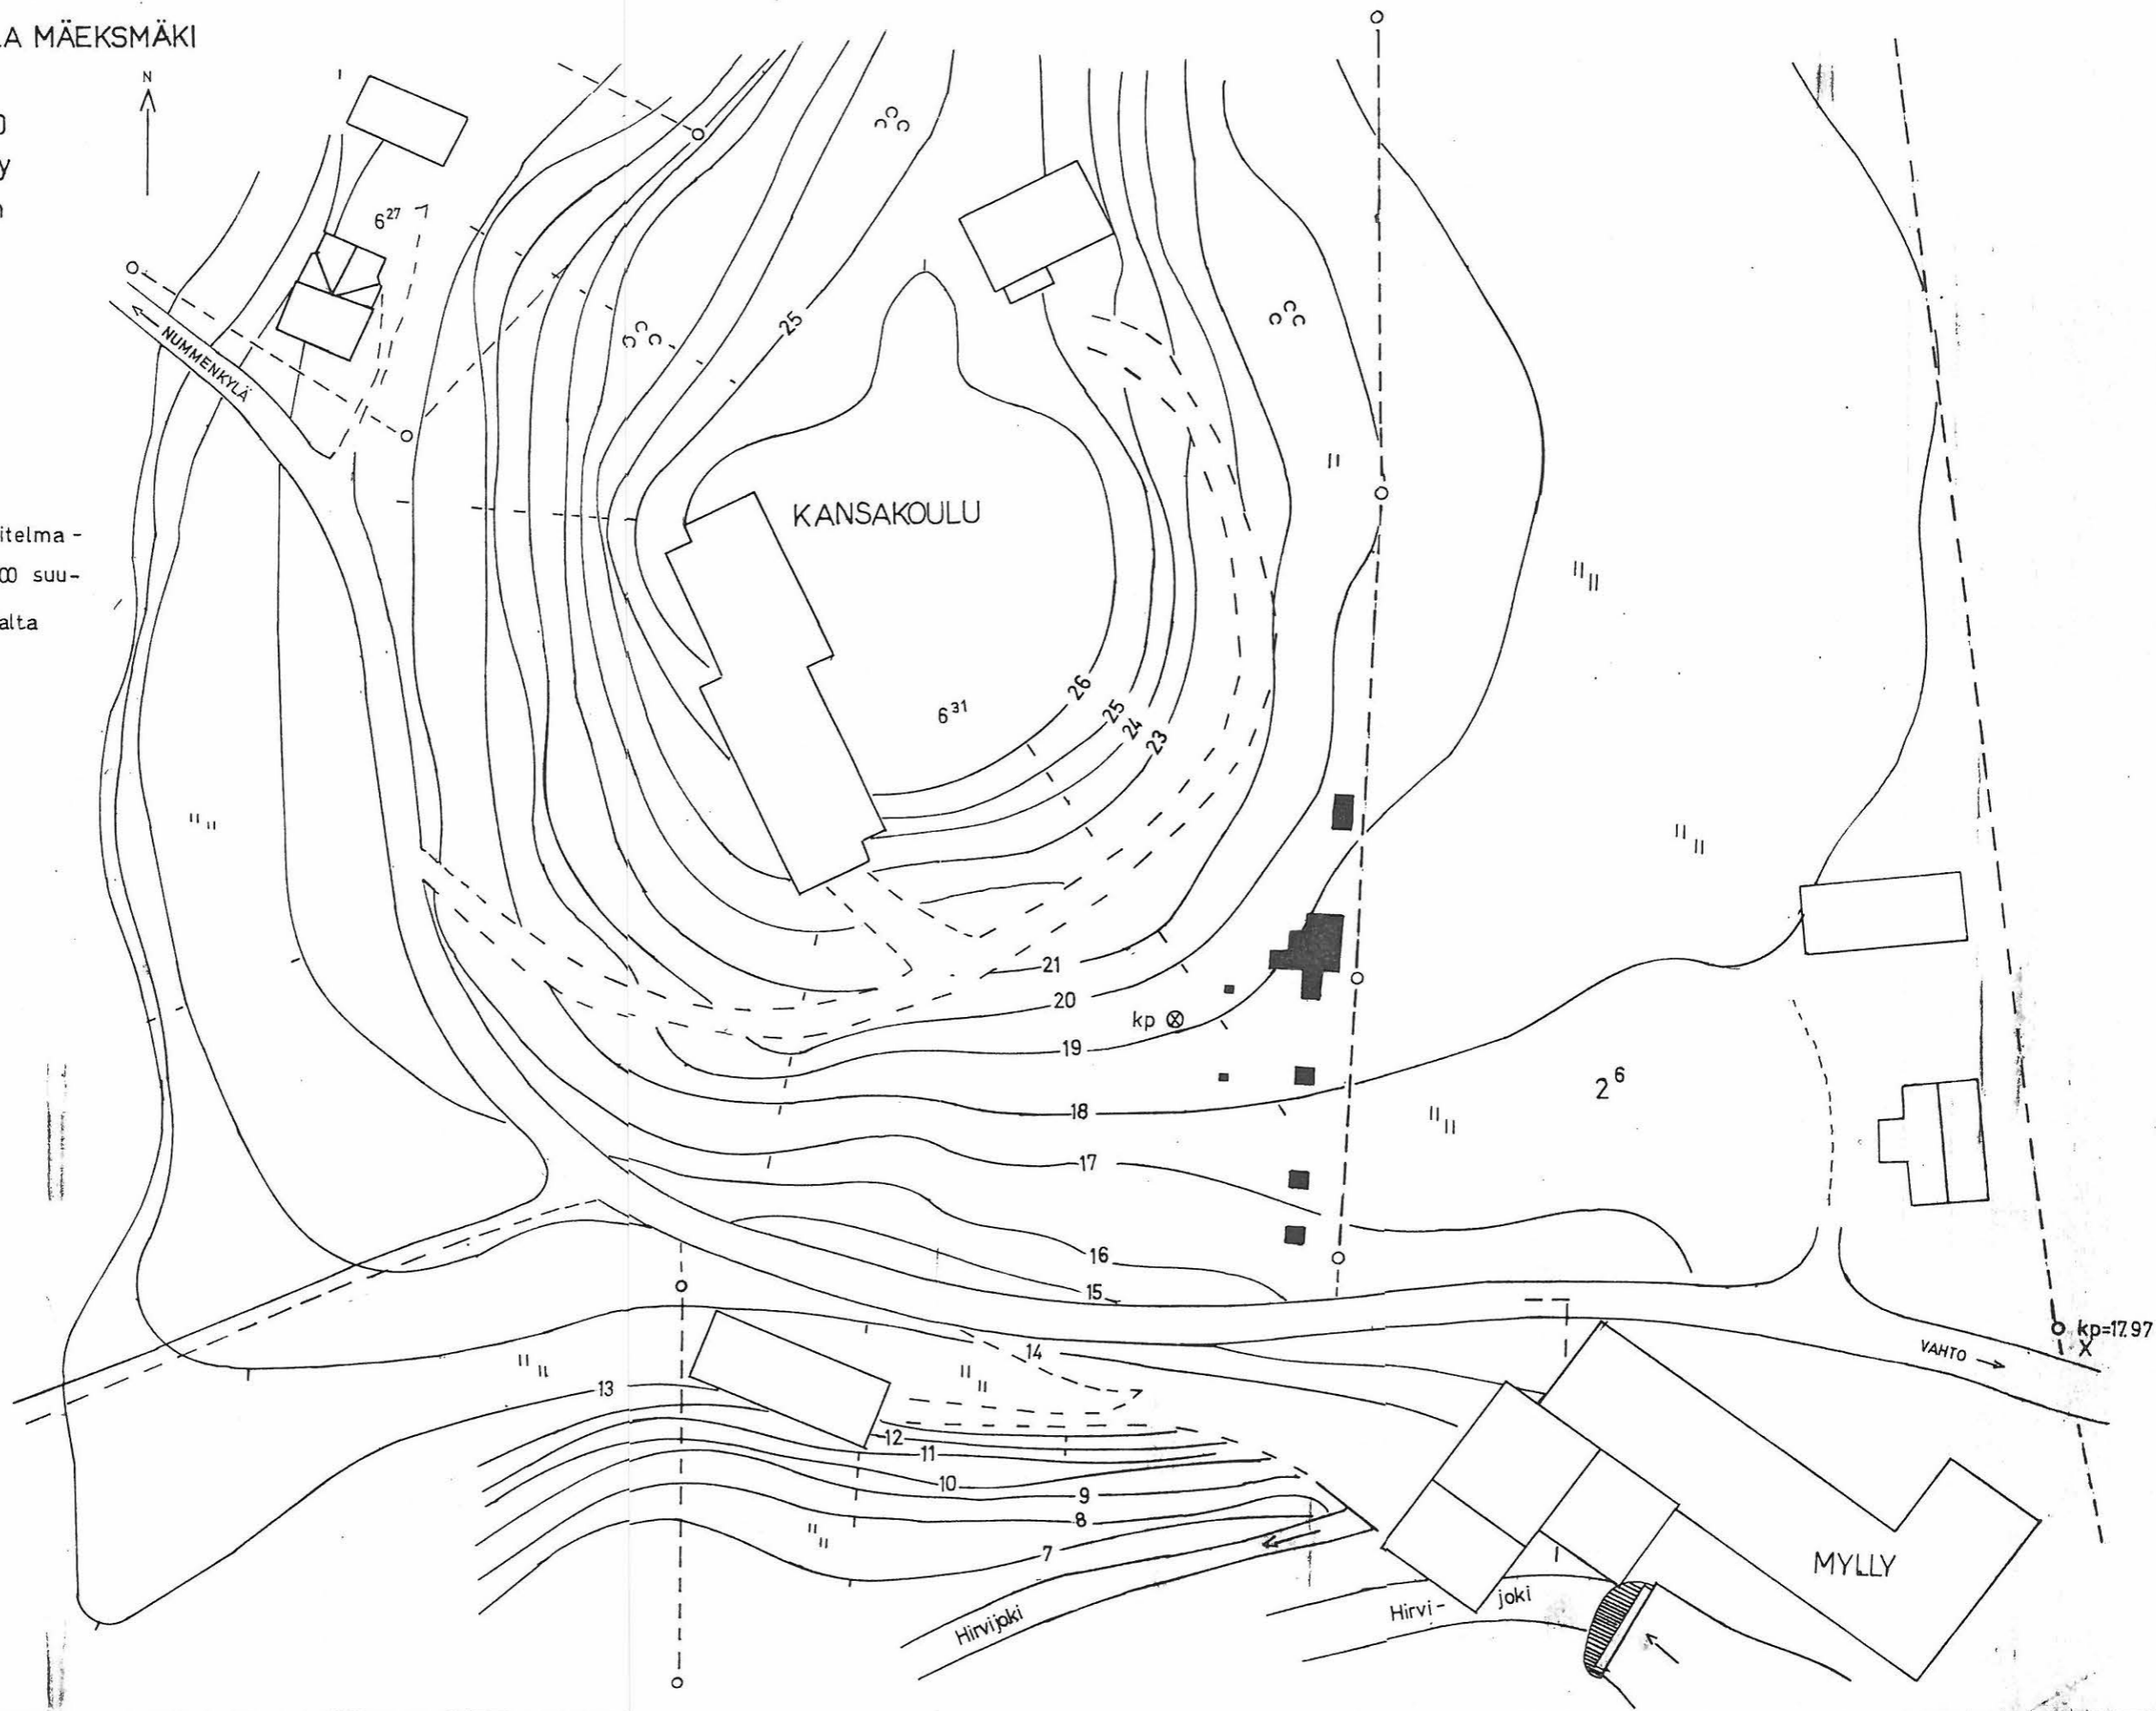 A MÄEKSMÄKI
N
6²⁷
NUMMENKYLÄ
itelma -
00 suu-
alta
25
KANSAKOULU
6³¹
26
25
24
23
21
20
kp
19
18
17
16
15
14
13
12
11
10
9
8
7
2⁶
kp=17.97
VAHTO
MYLLY
Hirvijoki
Hirvi-joki